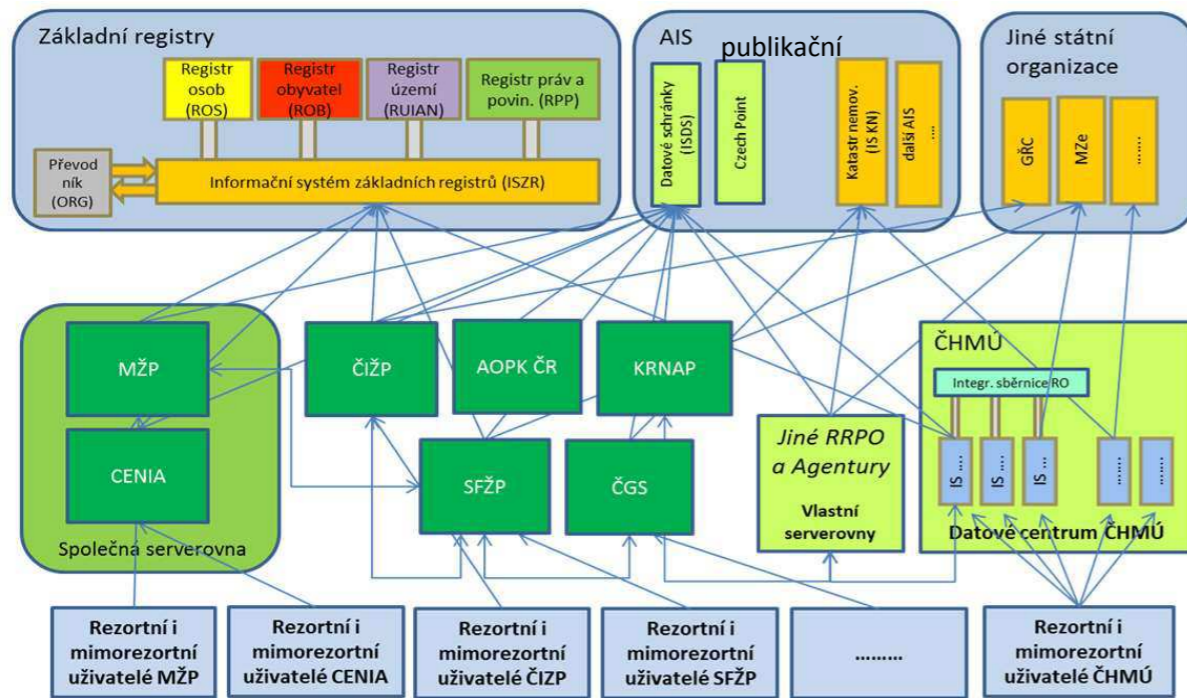 Základní registry
Registr
osob
(ROS)
Registr
obyvatel
(ROB)
Registr
území
(RUIAN)
Registr práv a
povin. (RPP)
Převod
ník
(ORG)
Informační systém základních registrů (ISZR)
AIS
publikační
Datové schránky
(ISDS)
Czech Point
Katastr nemov.
(IS KN)
další AIS
....
Jiné státní
organizace
GŘC
MZe
.......
MŽP
CENIA
Společná serverovna
ČIŽP
AOPK ČR
KRNAP
SFŽP
ČGS
Jiné RRPO
a Agentury
Vlastní
serverovny
ČHMÚ
Integr. sběrnice RO
IS ....
IS ...
IS ...
.......
.......
Datové centrum ČHMÚ
Rezortní i
mimorezortní
uživatelé MŽP
Rezortní i
mimorezortní
uživatelé CENIA
Rezortní i
mimorezortní
uživatelé ČIZP
Rezortní i
mimorezortní
uživatelé SFŽP
.........
Rezortní i
mimorezortní
uživatelé ČHMÚ